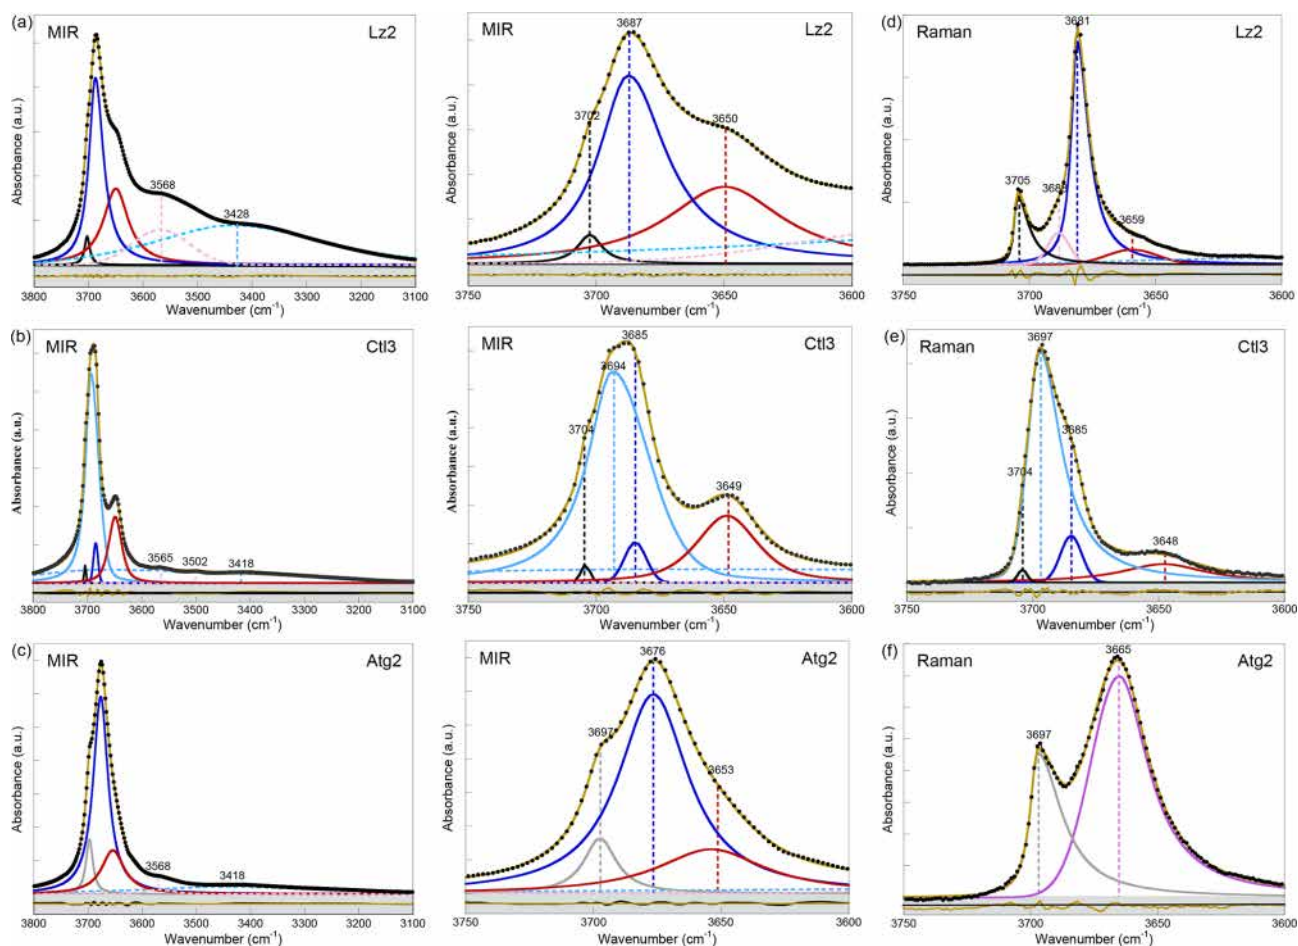 (a) MIR Lz2
3568
3428
Absorbance (a.u.)
3800 3700 3600 3500 3400 3300 3200 3100
Wavenumber (cm-1)
MIR Lz2
3687
3702
3650
Absorbance (a.u.)
3750 3700 3650 3600
Wavenumber (cm-1)
(d) Raman Lz2
3681
3705
3659
Absorbance (a.u.)
3750 3700 3650 3600
Wavenumber (cm-1)
(b) MIR Ctl3
3565 3502 3418
Absorbance (a.u.)
3800 3700 3600 3500 3400 3300 3200 3100
Wavenumber (cm-1)
MIR Ctl3
3685
3694
3704
3649
Absorbance (a.u.)
3750 3700 3650 3600
Wavenumber (cm-1)
(e) Raman Ctl3
3697
3685
3704
3648
Absorbance (a.u.)
3750 3700 3650 3600
Wavenumber (cm-1)
(c) MIR Atg2
3568 3418
Absorbance (a.u.)
3800 3700 3600 3500 3400 3300 3200 3100
Wavenumber (cm-1)
MIR Atg2
3676
3697
3653
Absorbance (a.u.)
3750 3700 3650 3600
Wavenumber (cm-1)
(f) Raman Atg2
3665
3697
Absorbance (a.u.)
3750 3700 3650 3600
Wavenumber (cm-1)